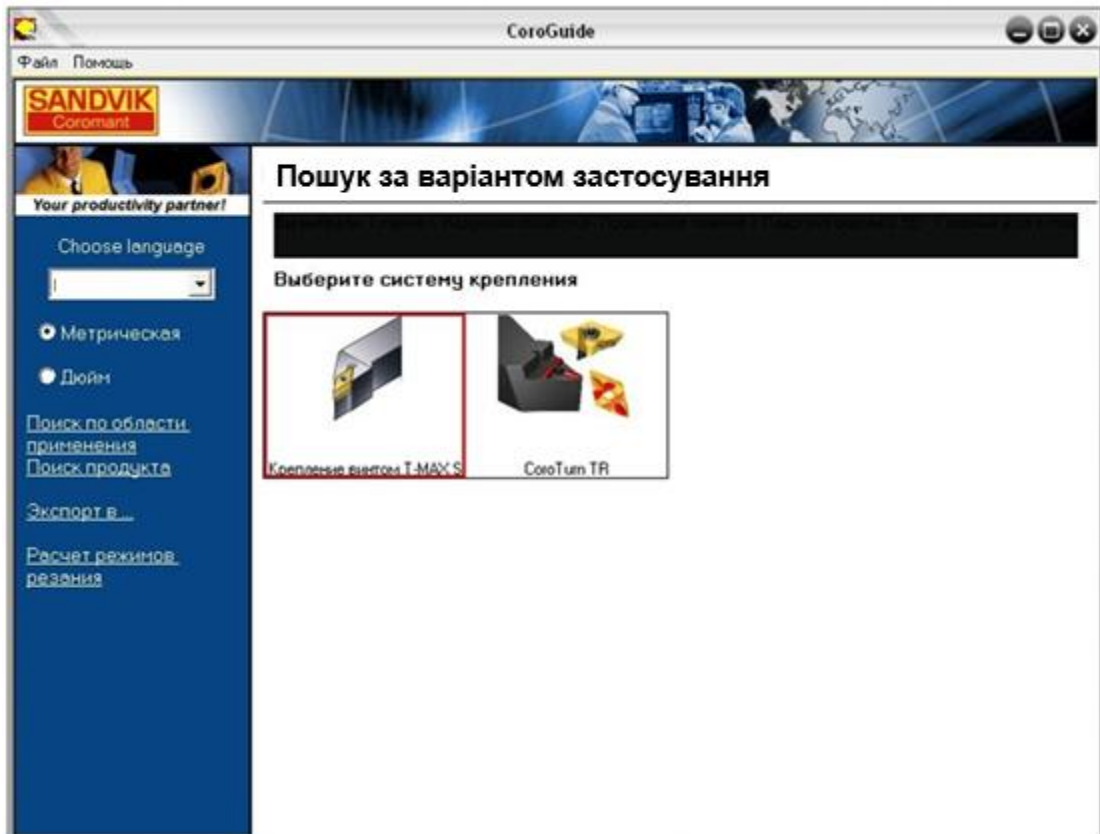 CoroGuide
Файл Помощь
SANDVIK
Coromant
Your productivity partner!
Пошук за варіантом застосування
Choose language
Выберите систему крепления
Метрическая
Дюйм
Поиск по области
применения
Поиск продукта
Экспорт в ...
Расчет режимов
резания
Крепление винтом T-MAX S
CoroTurn TR